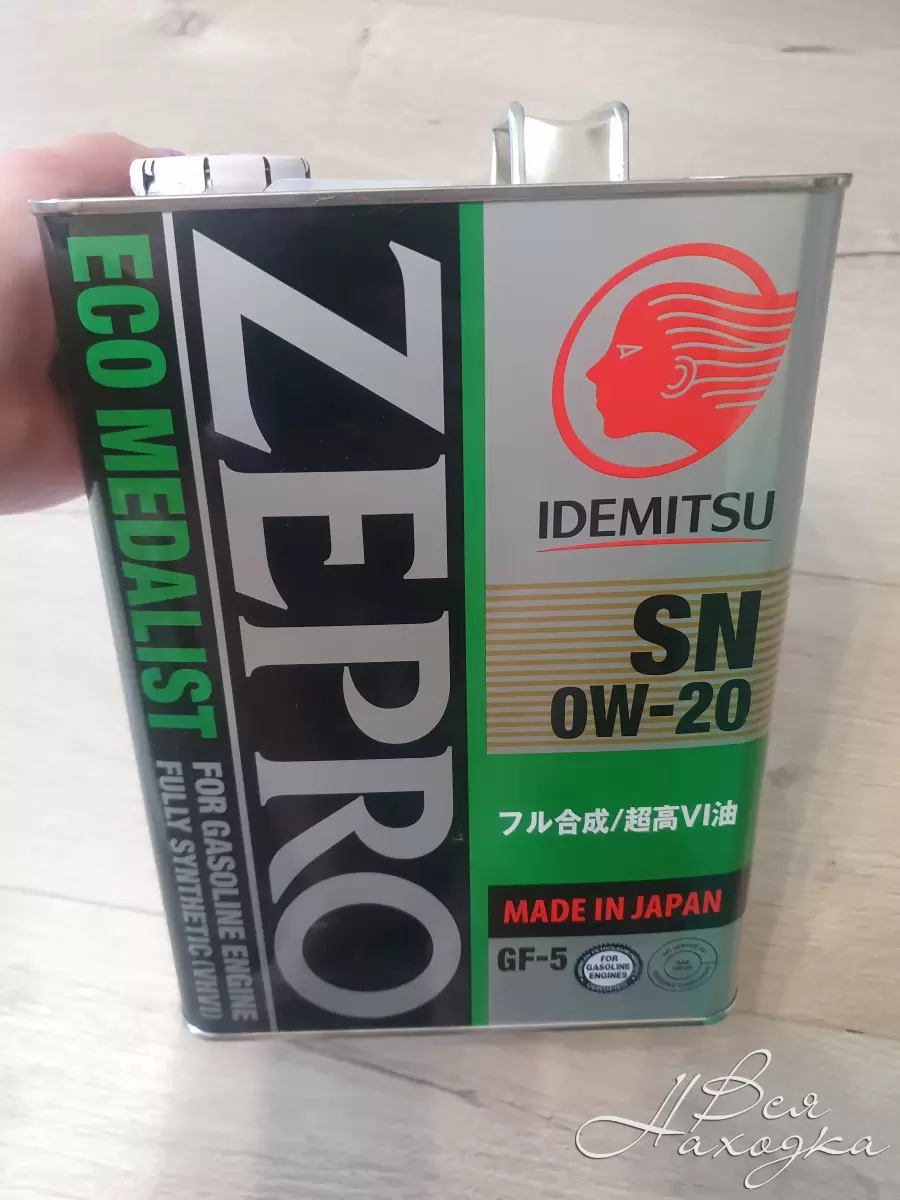 ECO MEDALIST
FOR GASOLINE ENGINE
FULLY SYNTHETIC (VHVI)
ZEPRO
IDEMITSU
SN
0W-20
フル合成/超高VI油
MADE IN JAPAN
GF-5
FOR
GASOLINE
ENGINES
Вся
Находка